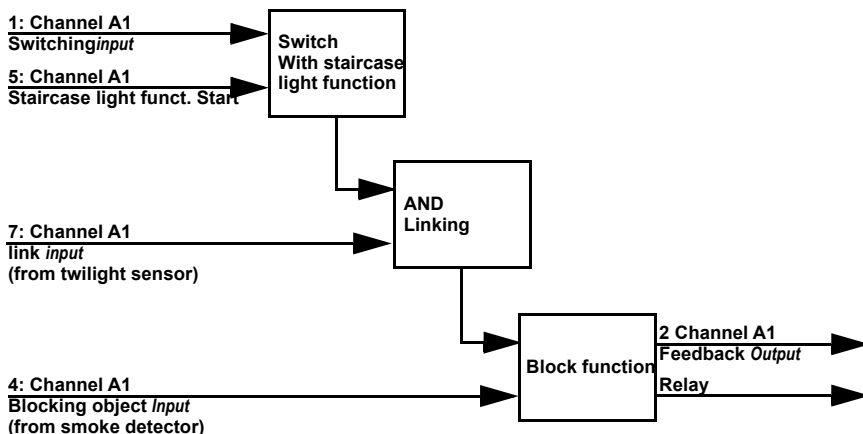 1: Channel A1
Switchinginput
5: Channel A1
Staircase light funct. Start
Switch
With staircase
light function
AND
Linking
7: Channel A1
link input
(from twilight sensor)
Block function
2 Channel A1
Feedback Output
Relay
4: Channel A1
Blocking object Input
(from smoke detector)